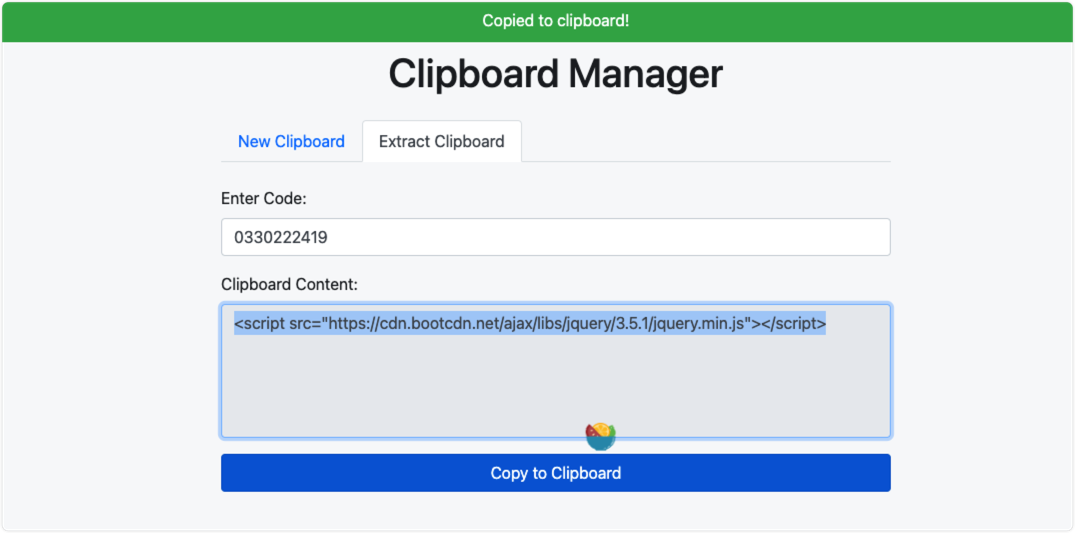 Copied to clipboard!
Clipboard Manager
New Clipboard
Extract Clipboard
Enter Code:
0330222419
Clipboard Content:
<script src="https://cdn.bootcdn.net/ajax/libs/jquery/3.5.1/jquery.min.js"></script>
Copy to Clipboard